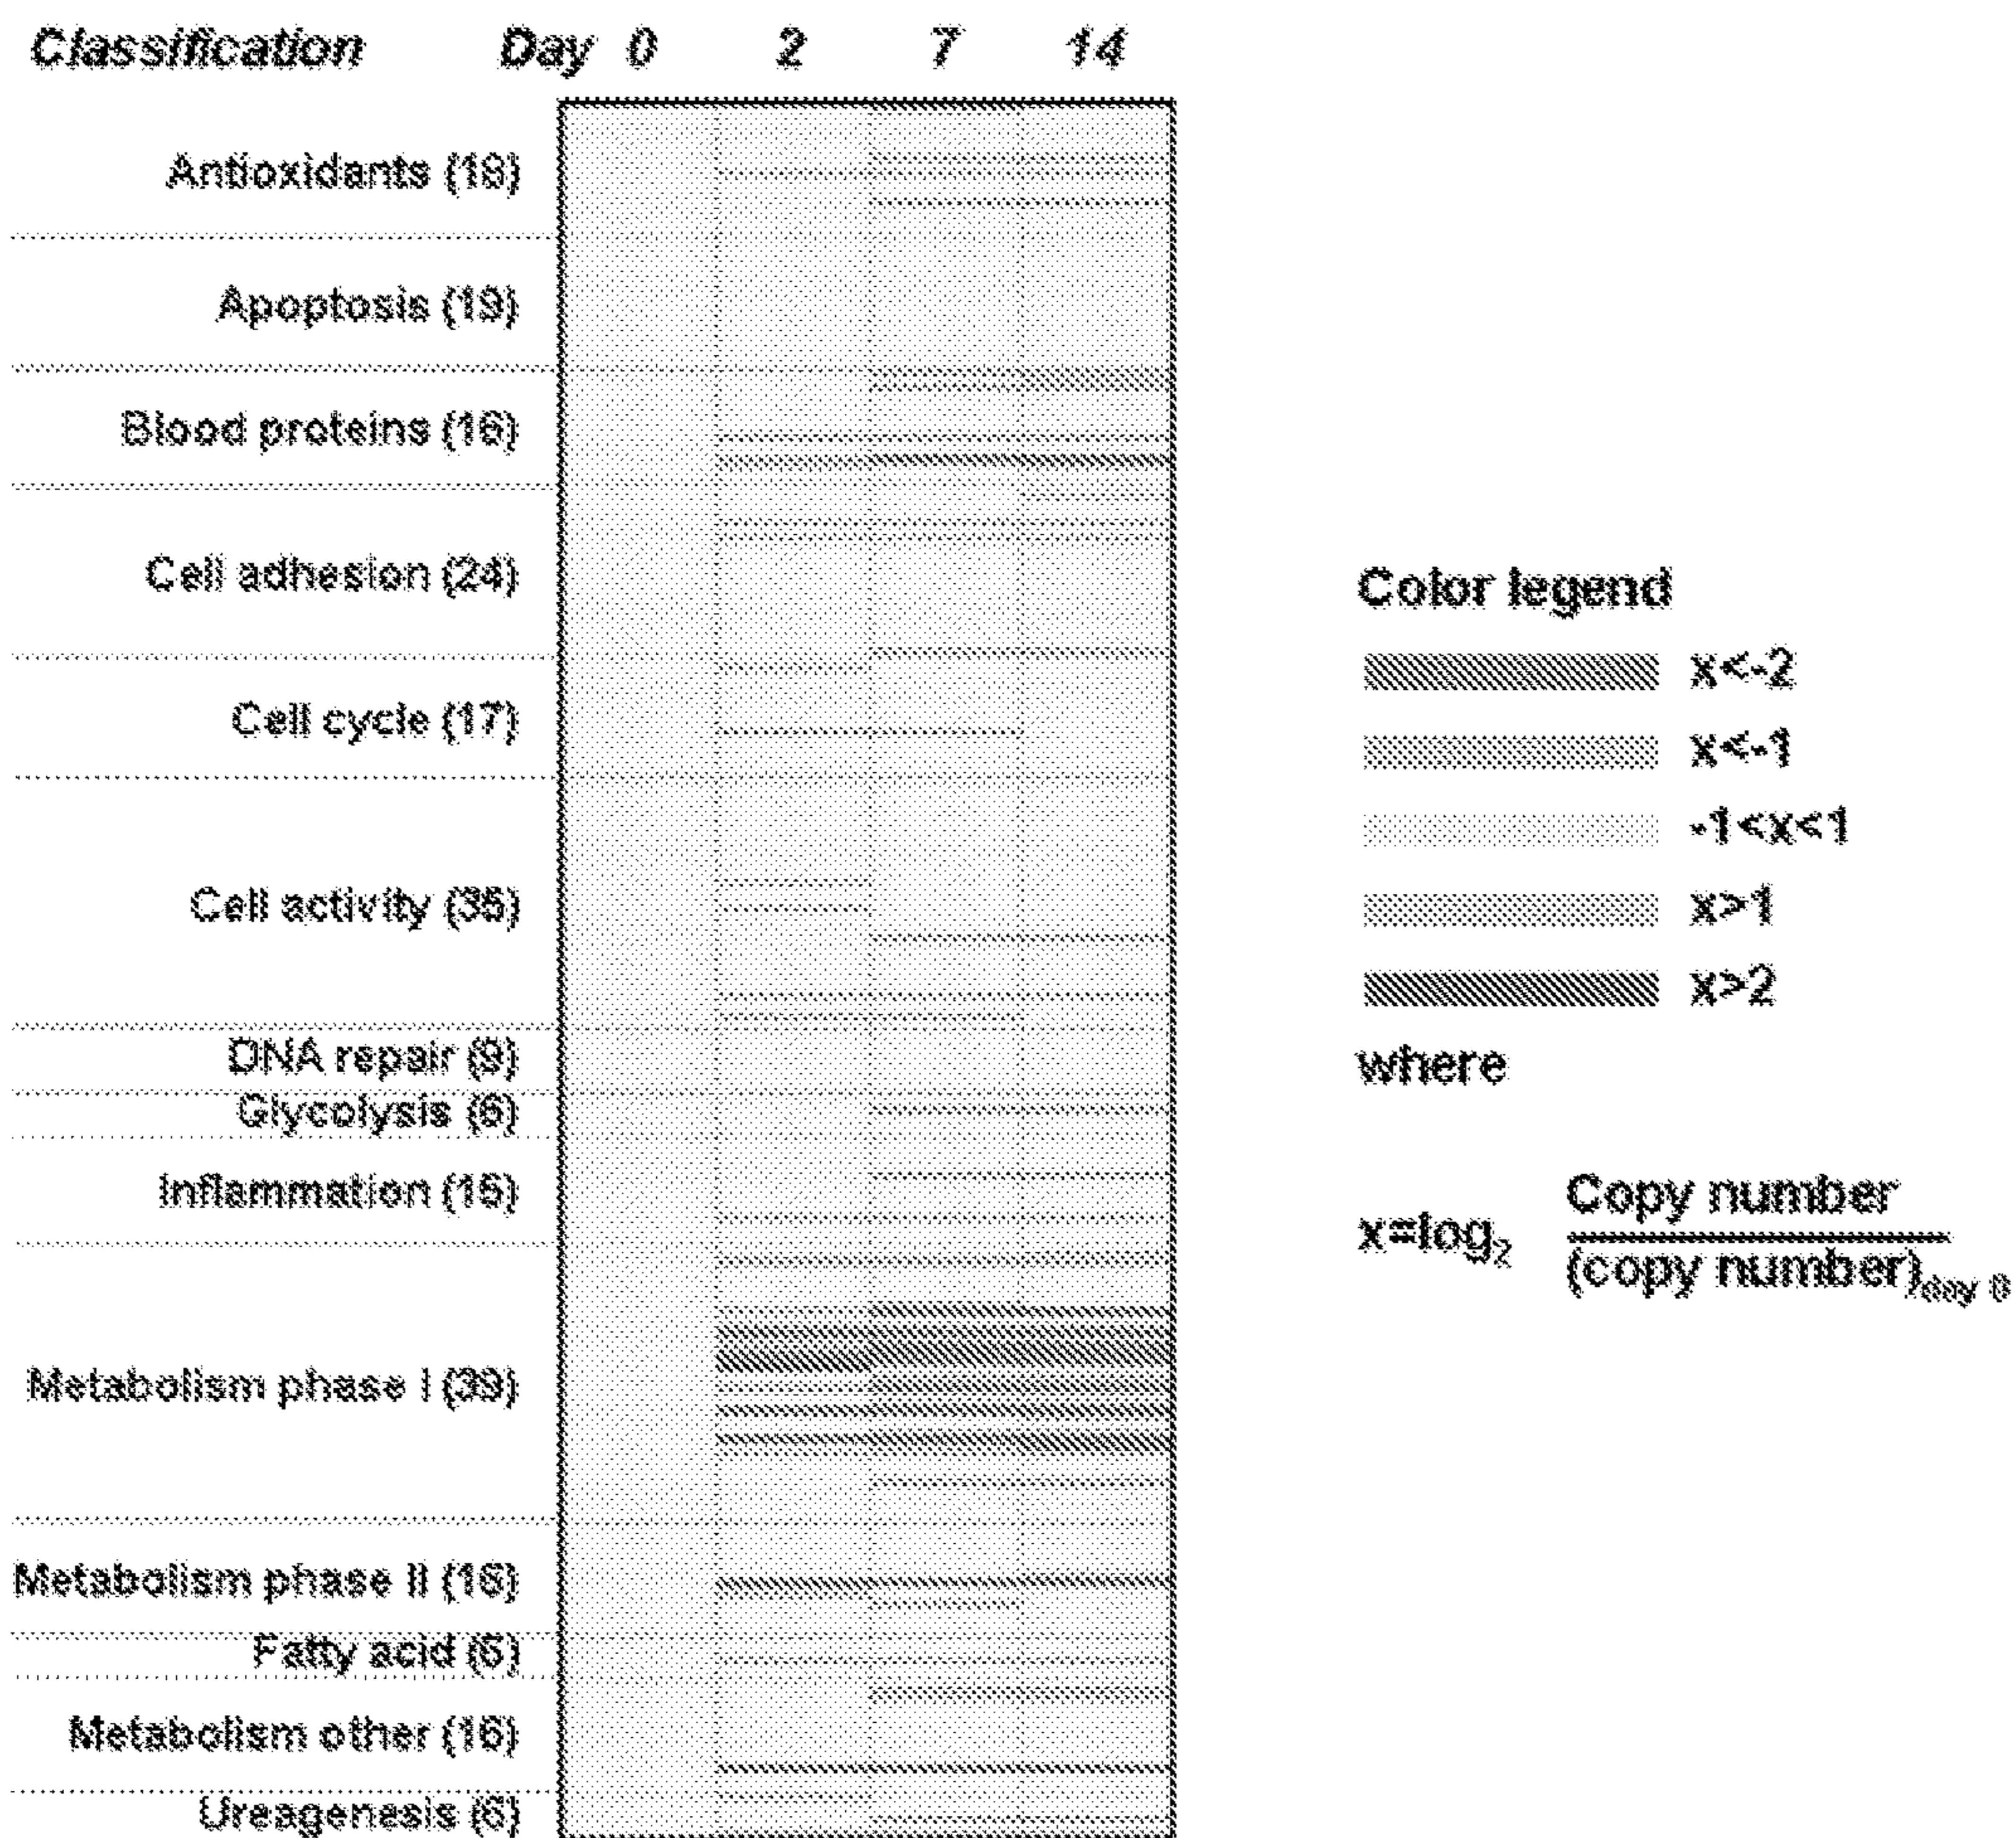 Classification Day 0 2 7 14
Antioxidants (18)
Apoptosis (19)
Blood proteins (16)
Cell adhesion (24)
Cell cycle (17)
Cell activity (35)
DNA repair (9)
Glycolysis (6)
Inflammation (15)
Metabolism phase I (39)
Metabolism phase II (16)
Fatty acid (6)
Metabolism other (16)
Ureagenesis (6)
Color legend
x<-2
x<-1
-1<x<1
x>1
x>2
where
x=log2 Copy number
(copy number)day 0